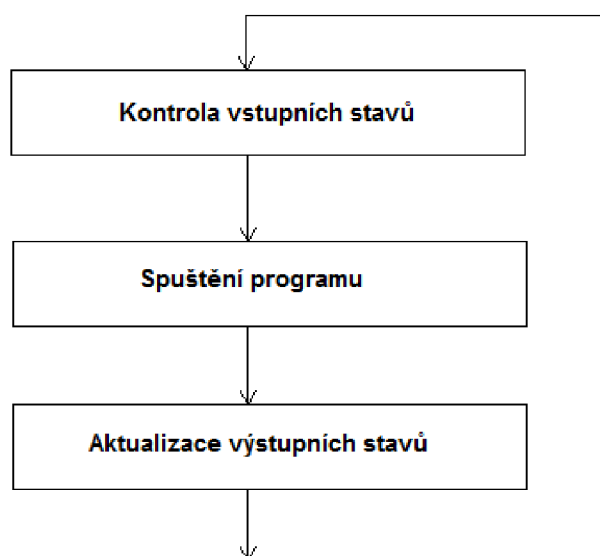 Kontrola vstupních stavů
Spuštění programu
Aktualizace výstupních stavů